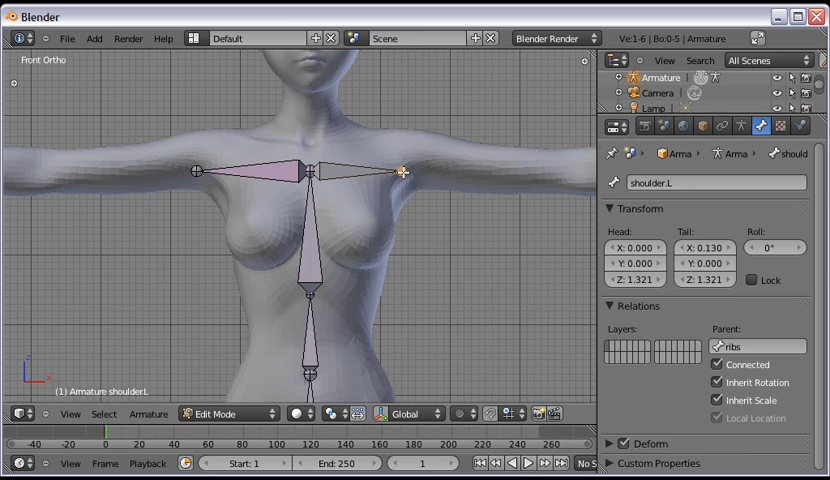 Blender
File Add Render Help Default Scene Blender Render Ve:1-6 | Bo:0-5 | Armature
Front Ortho
View Search All Scenes
Armature
Camera
Lamp
Arma Arma should
shoulder.L
Transform
Head: Tail: Roll:
X: 0.000 X: 0.130 0°
Y: 0.000 Y: 0.000
Z: 1.321 Z: 1.321 Lock
Relations
Layers: Parent:
ribs
Connected
Inherit Rotation
Inherit Scale
Local Location
Deform
Custom Properties
z
x
(1) Armature shoulder.L
View Select Armature Edit Mode Global
-40 -20 0 20 40 60 80 100 120 140 160 180 200 220 240 260
View Frame Playback Start: 1 End: 250 1 No S